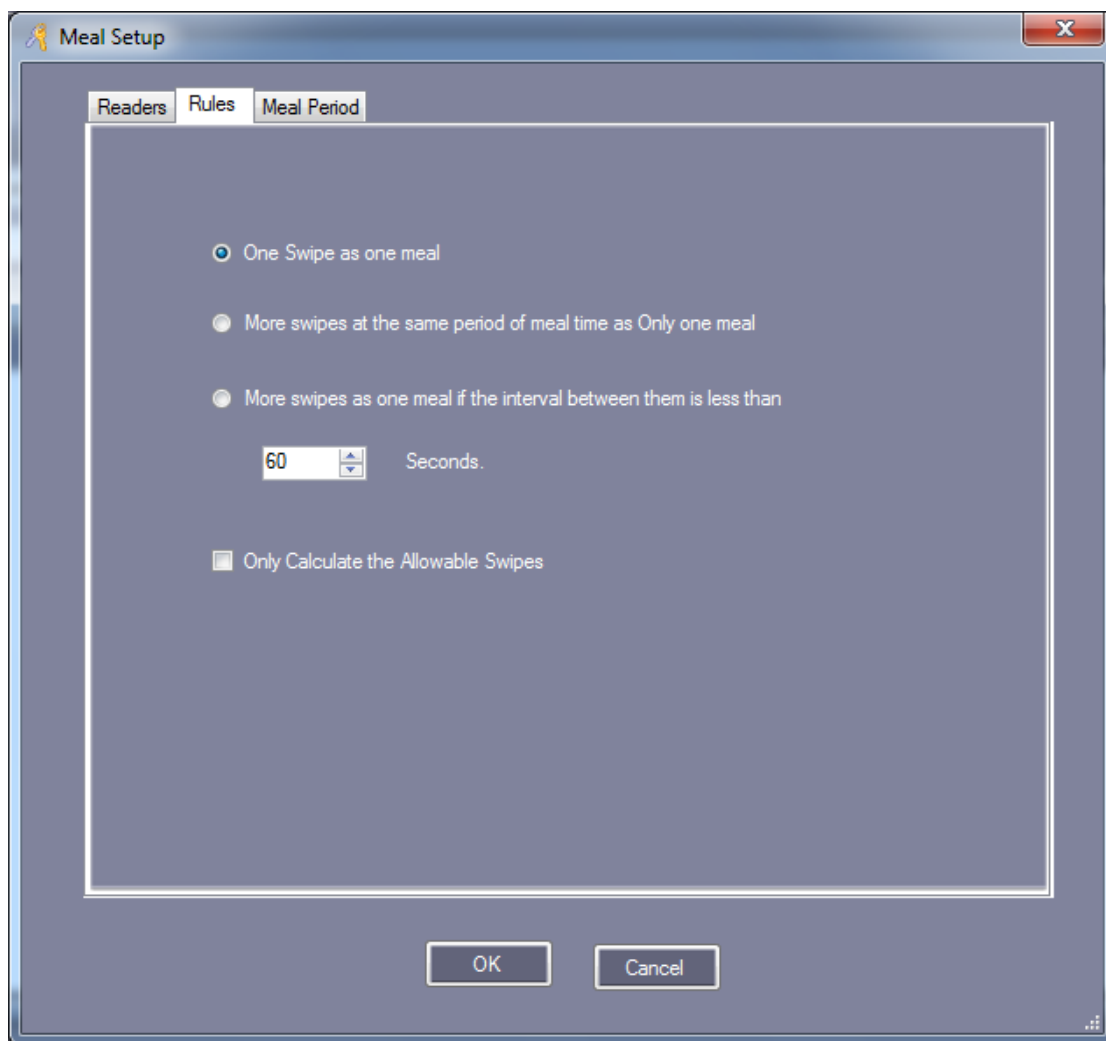 Meal Setup
Readers Rules Meal Period
One Swipe as one meal
More swipes at the same period of meal time as Only one meal
More swipes as one meal if the interval between them is less than
60 Seconds.
Only Calculate the Allowable Swipes
OK Cancel